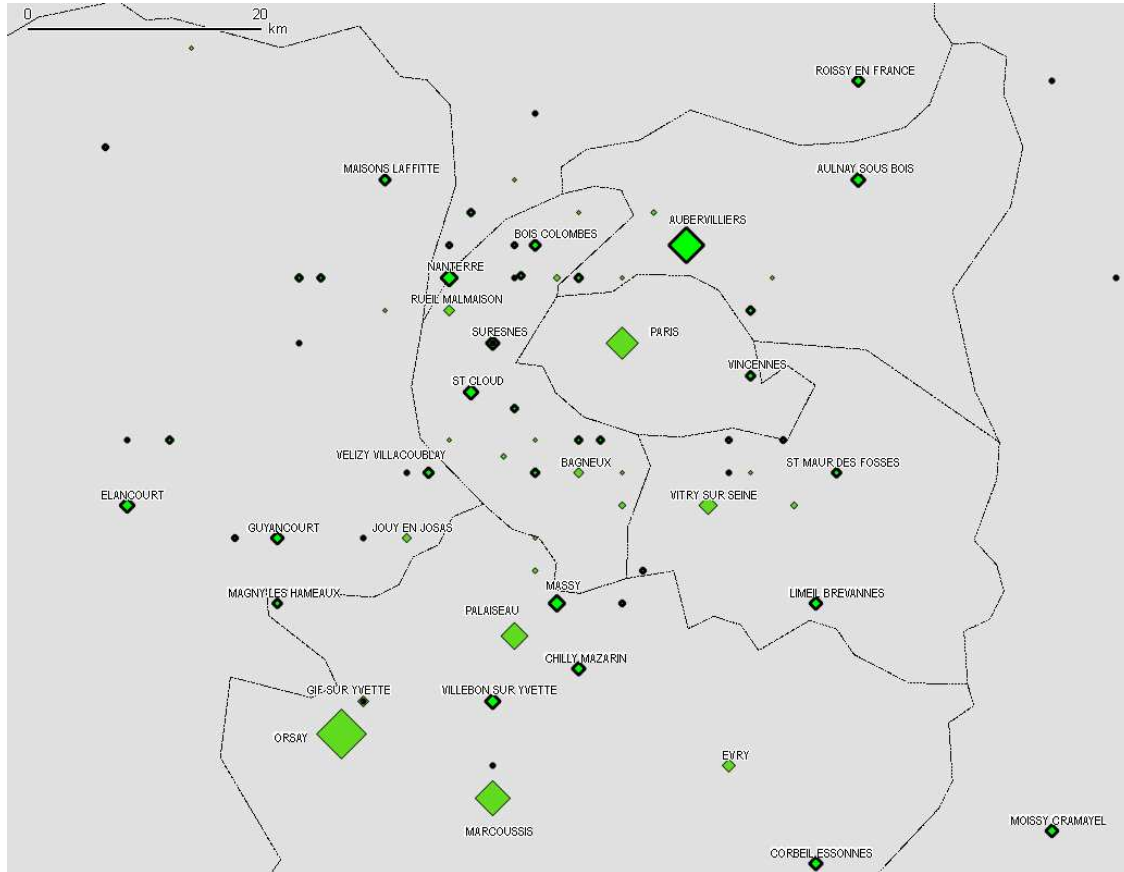 0 20
km
ROISSY EN FRANCE
MAISONS LAFFITTE
AULNAY SOUS BOIS
AUBERVILLIERS
BOIS COLOMBES
NANTERRE
RUEIL MALMAISON
SURESNES
PARIS
VINCENNES
ST CLOUD
VELIZY VILLACOUBLAY
BAGNEUX
ST MAUR DES FOSSES
ELANCOURT
VITRY SUR SEINE
GUYANCOURT
JOUY EN JOSAS
MAGNY LES HAMEAUX
MASSY
LIMEIL BREVANNES
PALAISEAU
CHILLY MAZARIN
GIF SUR YVETTE
VILLEBON SUR YVETTE
ORSAY
EVRY
MARCOUSSIS
MOISSY CRAMAYEL
CORBEIL ESSONNES